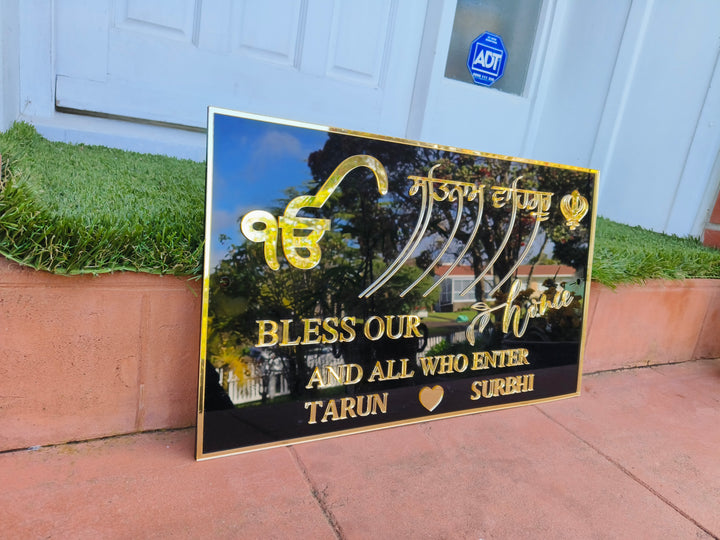 ADT
ੴ ਸਤਿਨਾਮ ਵਾਹਿਗੁਰੂ ☬
BLESS OUR home
AND ALL WHO ENTER
TARUN ♥ SURBHI